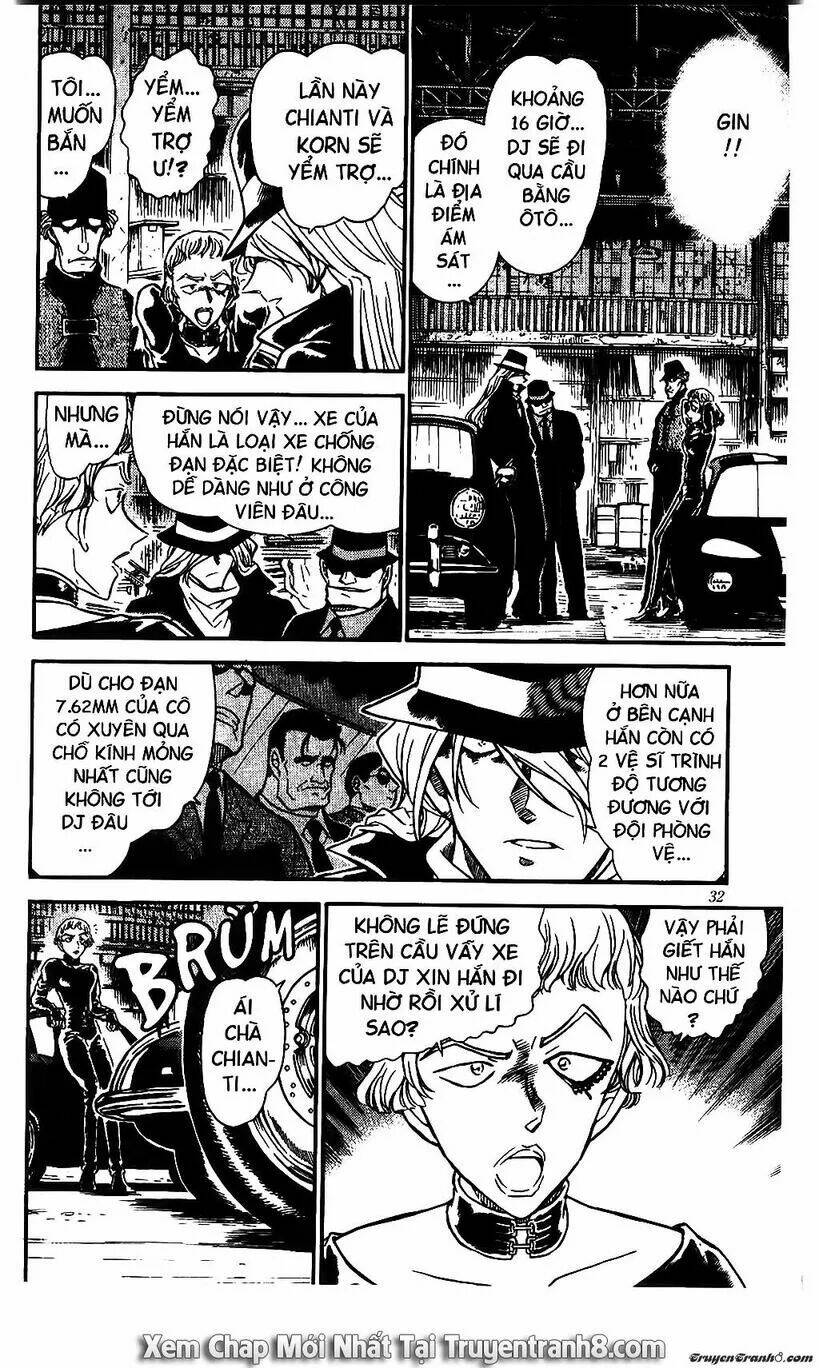 GIN
!!
KHOẢNG
16 GIỜ...
DJ SẼ ĐI
QUA CẦU
BẰNG
ÔTÔ...
ĐÓ
CHÍNH
LÀ ĐỊA
ĐIỂM
ÁM
SÁT
...
LẦN NÀY
CHIANTI VÀ
KORN SẼ
YỂM TRỢ...
YỂM...
YỂM
TRỢ
Ư!?
TÔI...
MUỐN
BẮN
...
ĐỪNG NÓI VẬY... XE CỦA
HẮN LÀ LOẠI XE CHỐNG
ĐẠN ĐẶC BIỆT! KHÔNG
DỄ DÀNG NHƯ Ở CÔNG
VIÊN ĐÂU...
NHƯNG
MÀ...
HƠN NỮA
Ở BÊN CẠNH
HẮN CÒN CÓ
2 VỆ SĨ TRÌNH
ĐỘ TƯƠNG
ĐƯƠNG VỚI
ĐỘI PHÒNG
VỆ...
DÙ CHO ĐẠN
7.62MM CỦA CÔ
CÓ XUYÊN QUA
CHỖ KÍNH MỎNG
NHẤT CŨNG
KHÔNG TỚI
DJ ĐÂU
...
32
VẬY PHẢI
GIẾT HẮN
NHƯ THẾ
NÀO CHỨ
?
KHÔNG LẼ ĐỨNG
TRÊN CẦU VẪY XE
CỦA DJ XIN HẮN ĐI
NHỜ RỒI XỬ LÍ
SAO?
BRỪM
ÁI
CHÀ
CHIAN-
TI...
Xem Chap Mới Nhất Tại Truyentranh8.com
TruyenTranh8.com